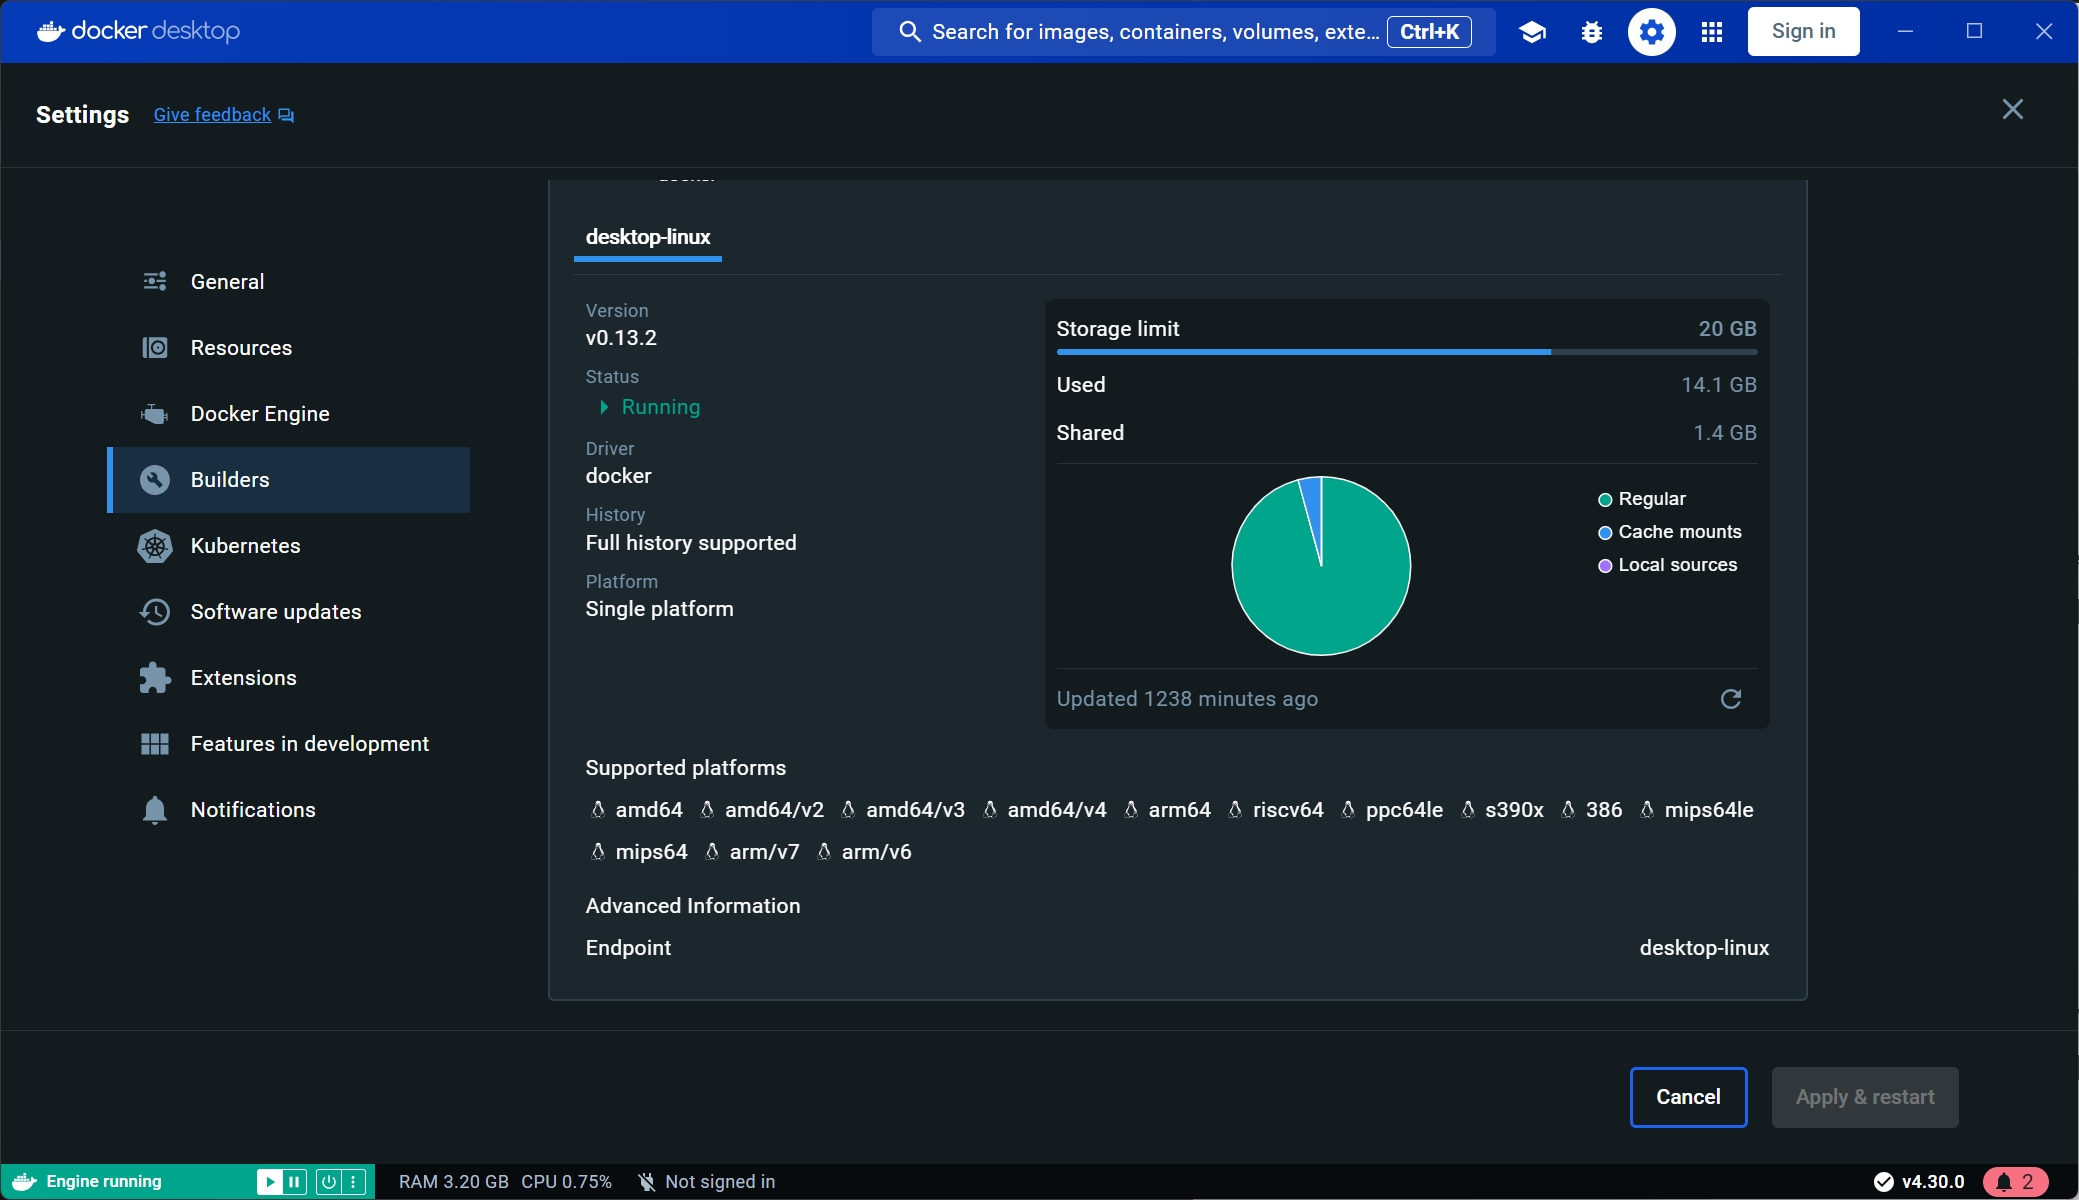 docker desktop
Search for images, containers, volumes, exte... Ctrl+K
Sign in
Settings
Give feedback
General
Resources
Docker Engine
Builders
Kubernetes
Software updates
Extensions
Features in development
Notifications
desktop-linux
Version
v0.13.2
Status
Running
Driver
docker
History
Full history supported
Platform
Single platform
Storage limit 20 GB
Used 14.1 GB
Shared 1.4 GB
Regular
Cache mounts
Local sources
Updated 1238 minutes ago
Supported platforms
amd64 amd64/v2 amd64/v3 amd64/v4 arm64 riscv64 ppc64le s390x 386 mips64le
mips64 arm/v7 arm/v6
Advanced Information
Endpoint desktop-linux
Cancel
Apply & restart
Engine running
RAM 3.20 GB CPU 0.75%
Not signed in
v4.30.0
2